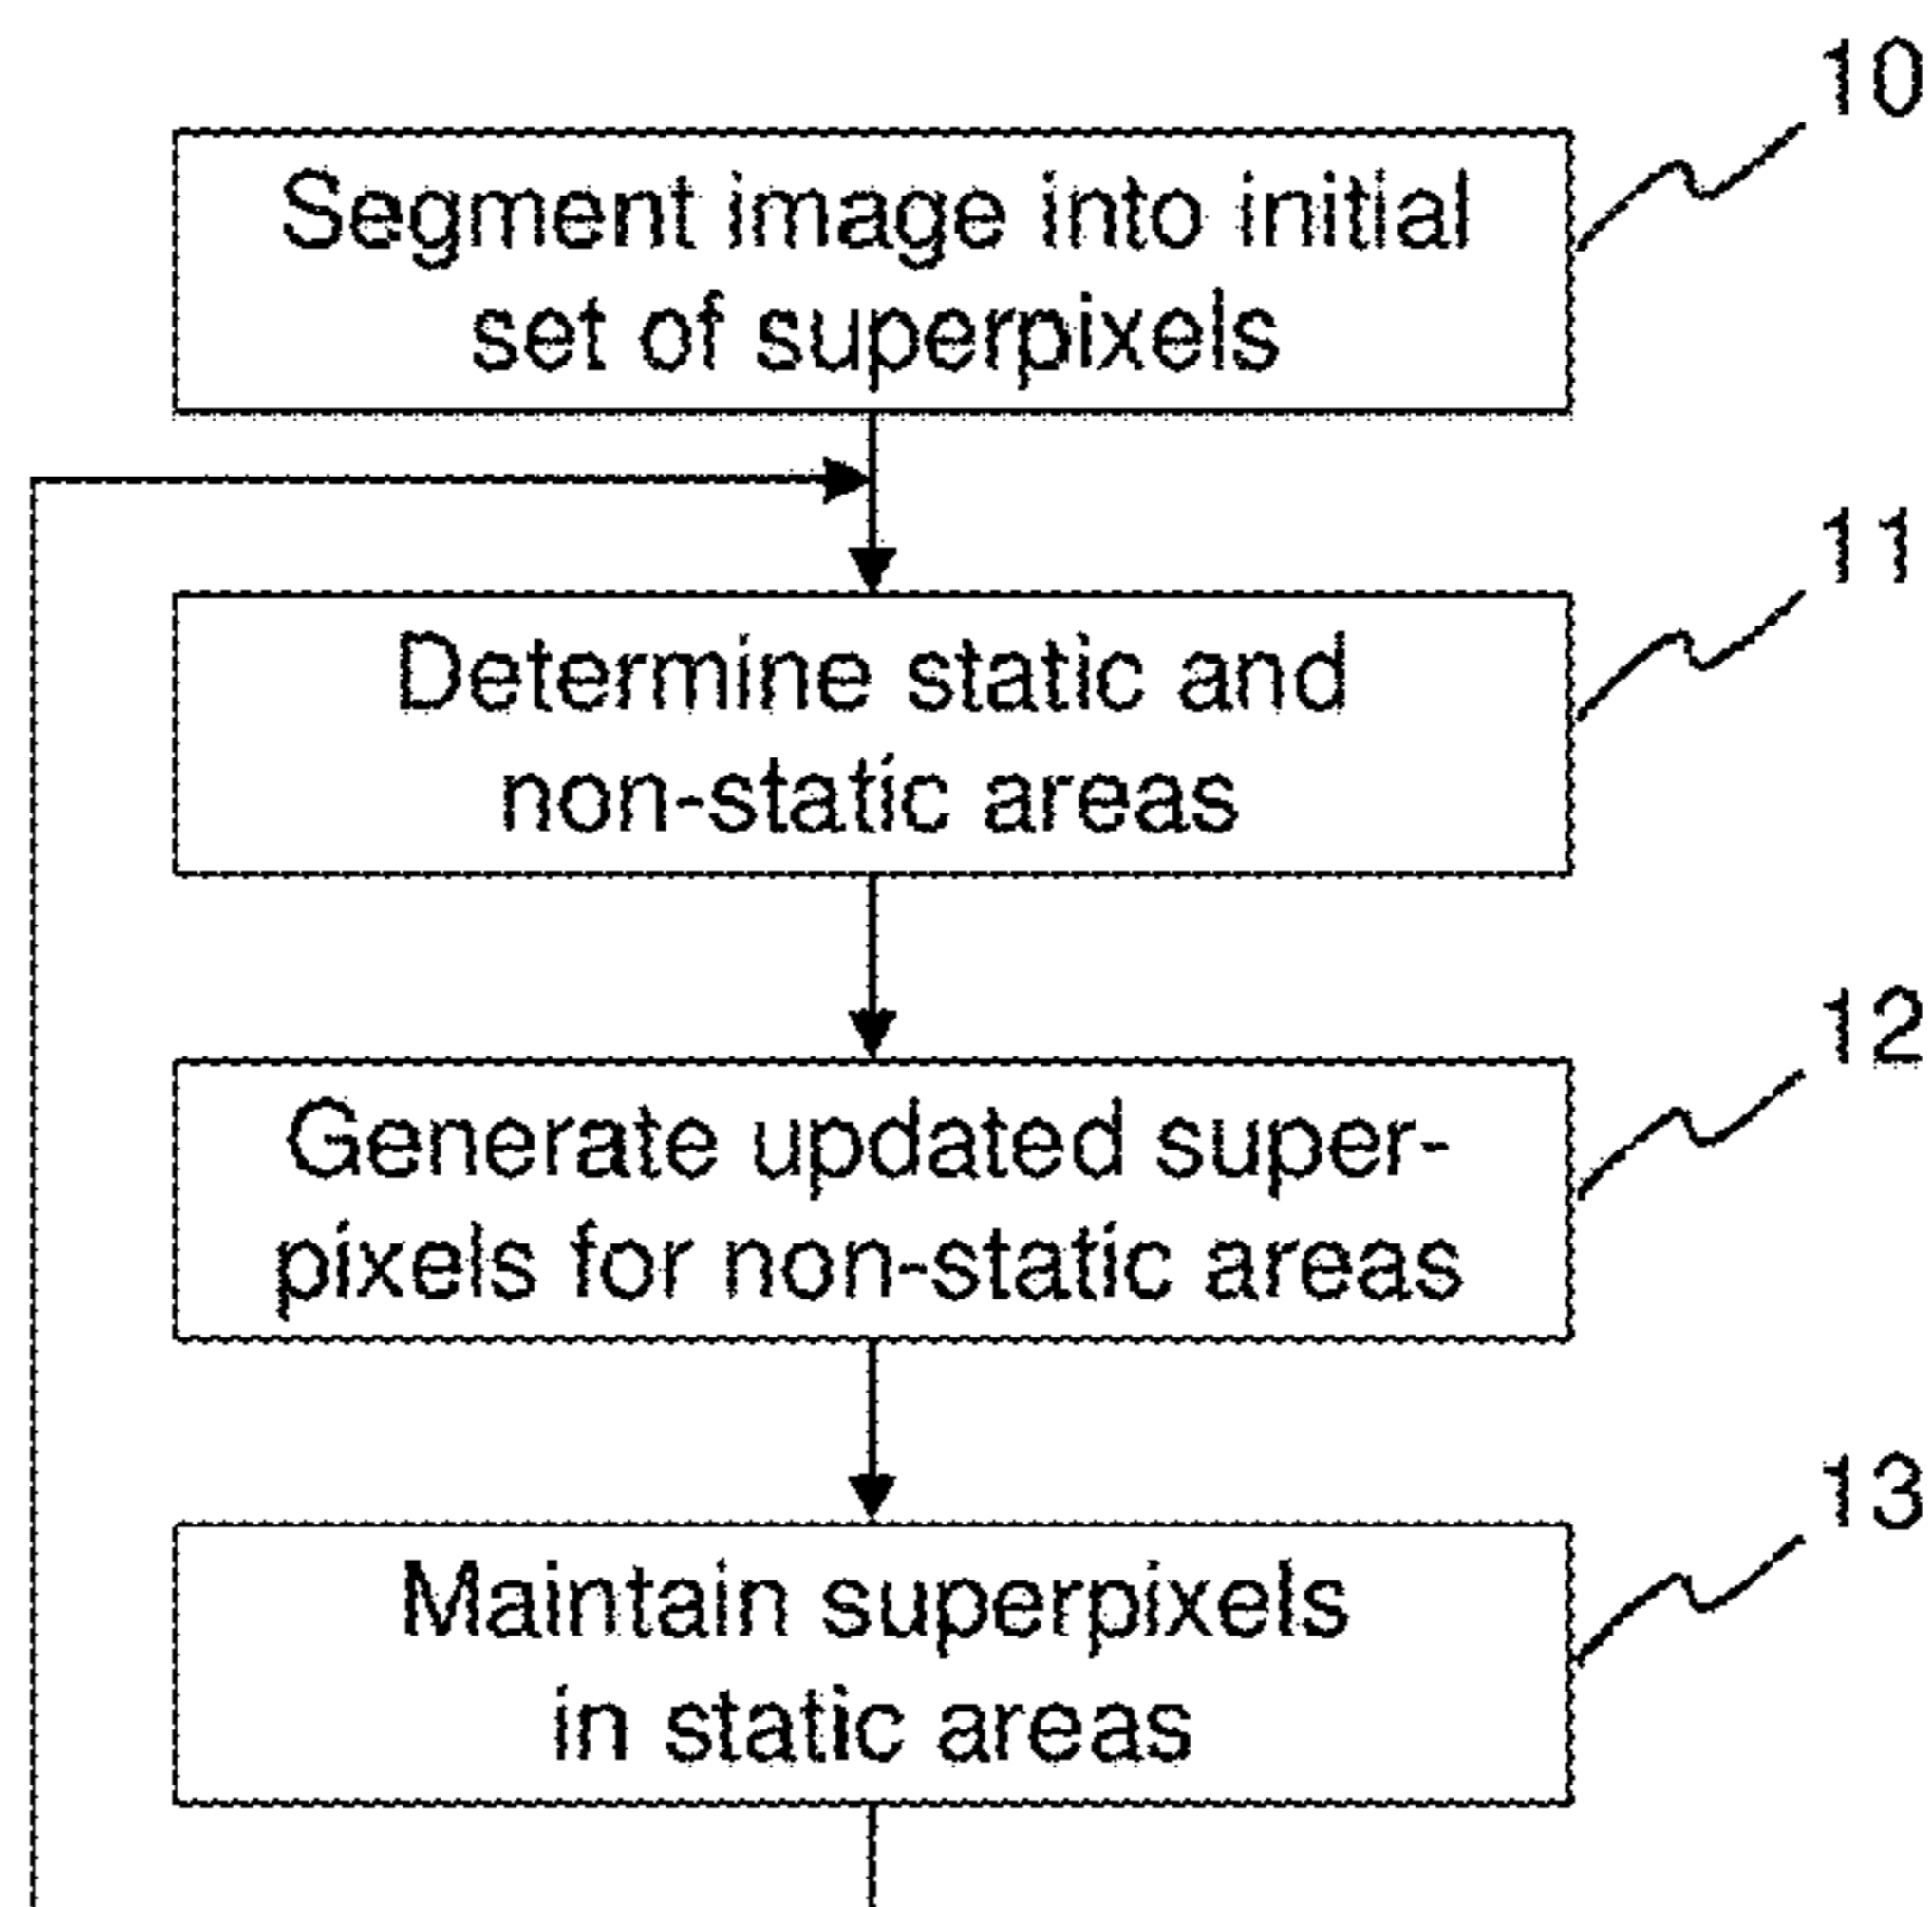 10
Segment image into initial
set of superpixels
11
Determine static and
non-static areas
12
Generate updated super-
pixels for non-static areas
13
Maintain superpixels
in static areas